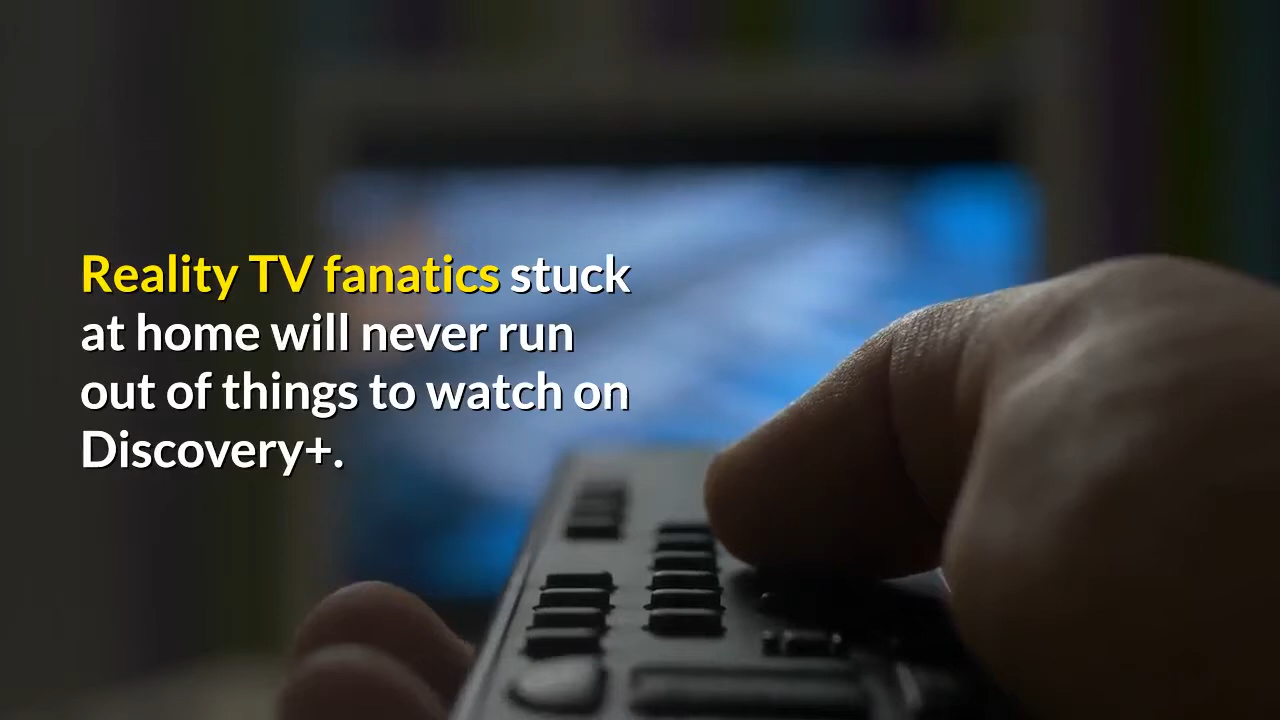 Reality TV fanatics stuck
at home will never run
out of things to watch on
Discovery+.